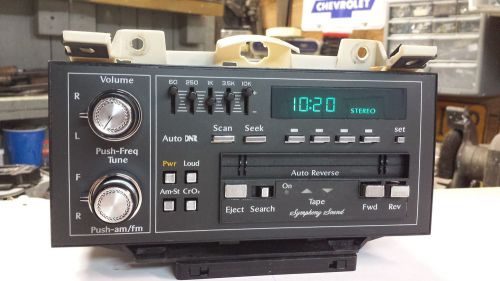 CHEVROLET
Volume
60 250 1K 3.5K 10K
10:20 STEREO
R
L
Push-Freq
Tune
Auto DNR Scan Seek set
Pwr Loud
Auto Reverse
F
R
Am-St CrO₂
On
Eject Search Tape Fwd Rev
Symphony Sound
Push-am/fm